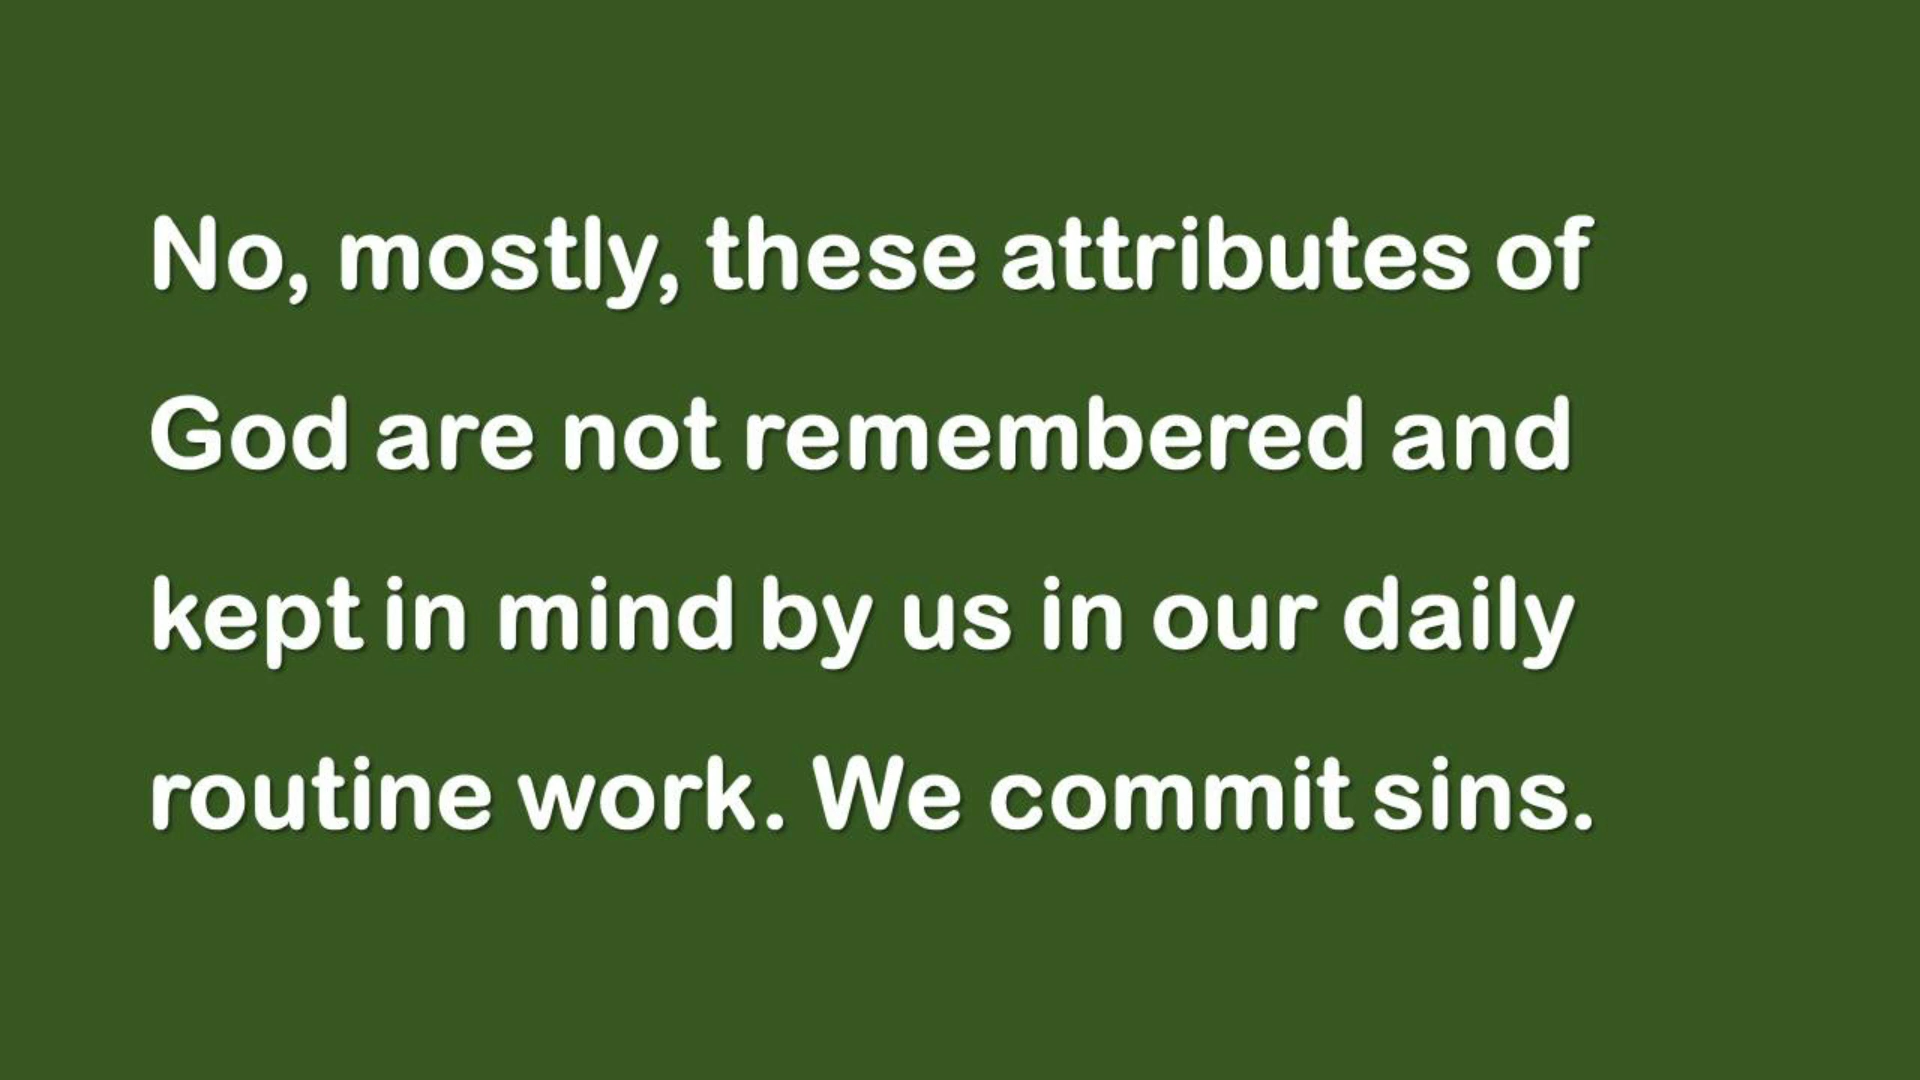 No, mostly, these attributes of
God are not remembered and
kept in mind by us in our daily
routine work. We commit sins.